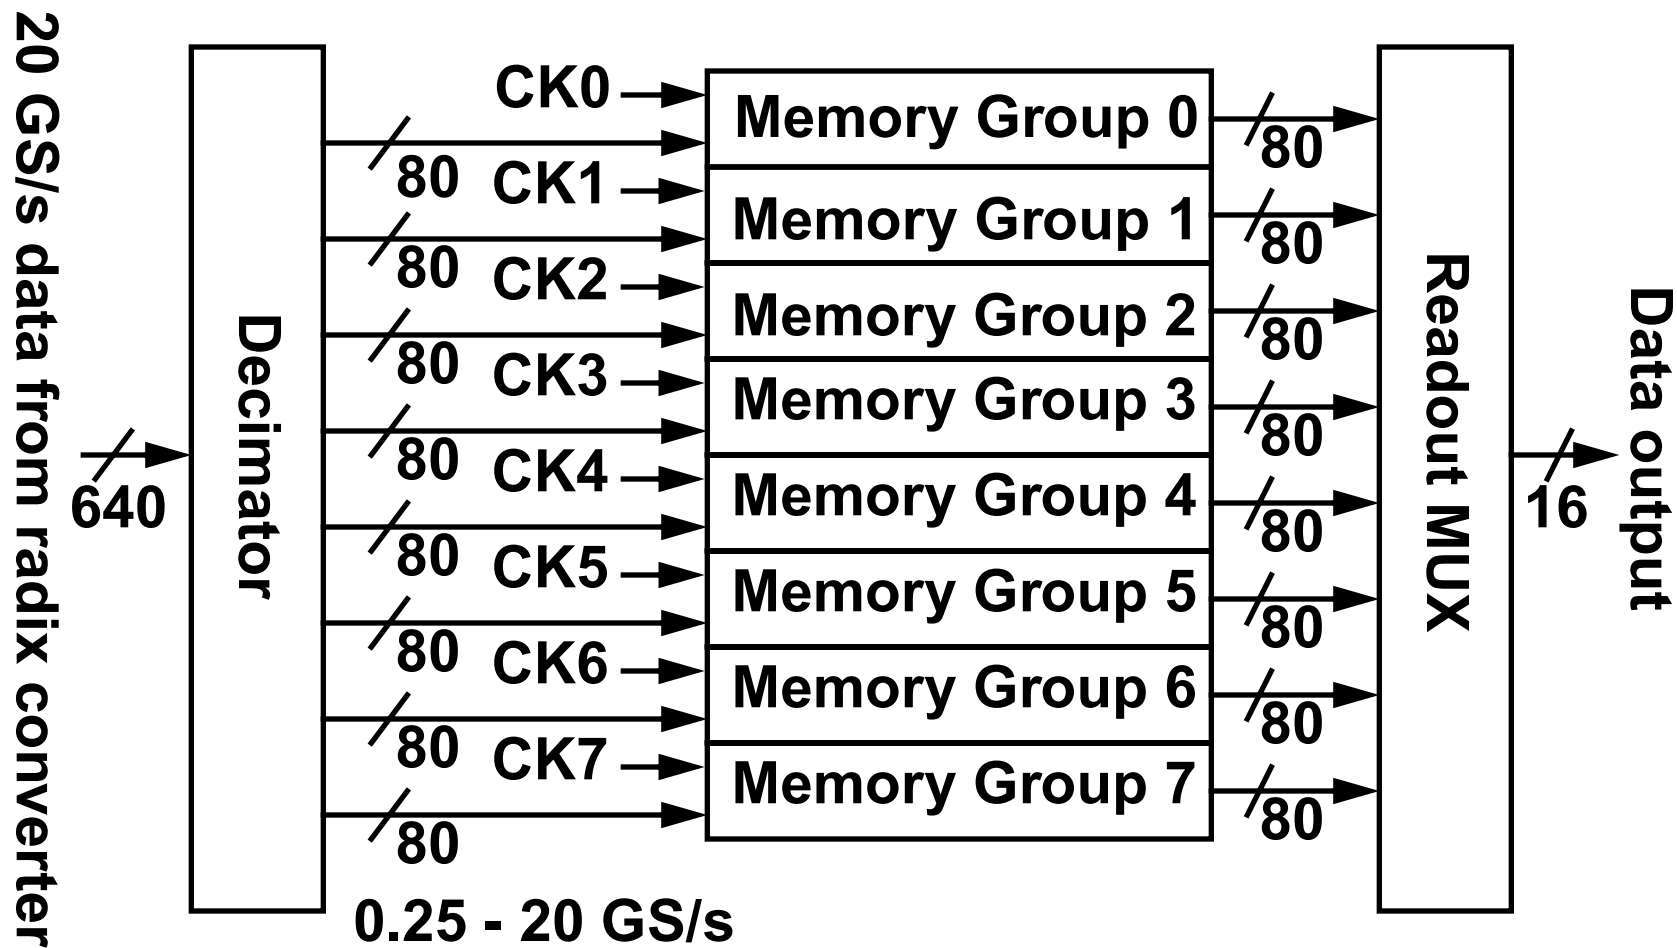 20 GS/s data from radix converter
640
Decimator
CK0
80
CK1
80
CK2
80
CK3
80
CK4
80
CK5
80
CK6
80
CK7
80
0.25 - 20 GS/s
Memory Group 0
Memory Group 1
Memory Group 2
Memory Group 3
Memory Group 4
Memory Group 5
Memory Group 6
Memory Group 7
80
80
80
80
80
80
80
80
Readout MUX
16
Data output